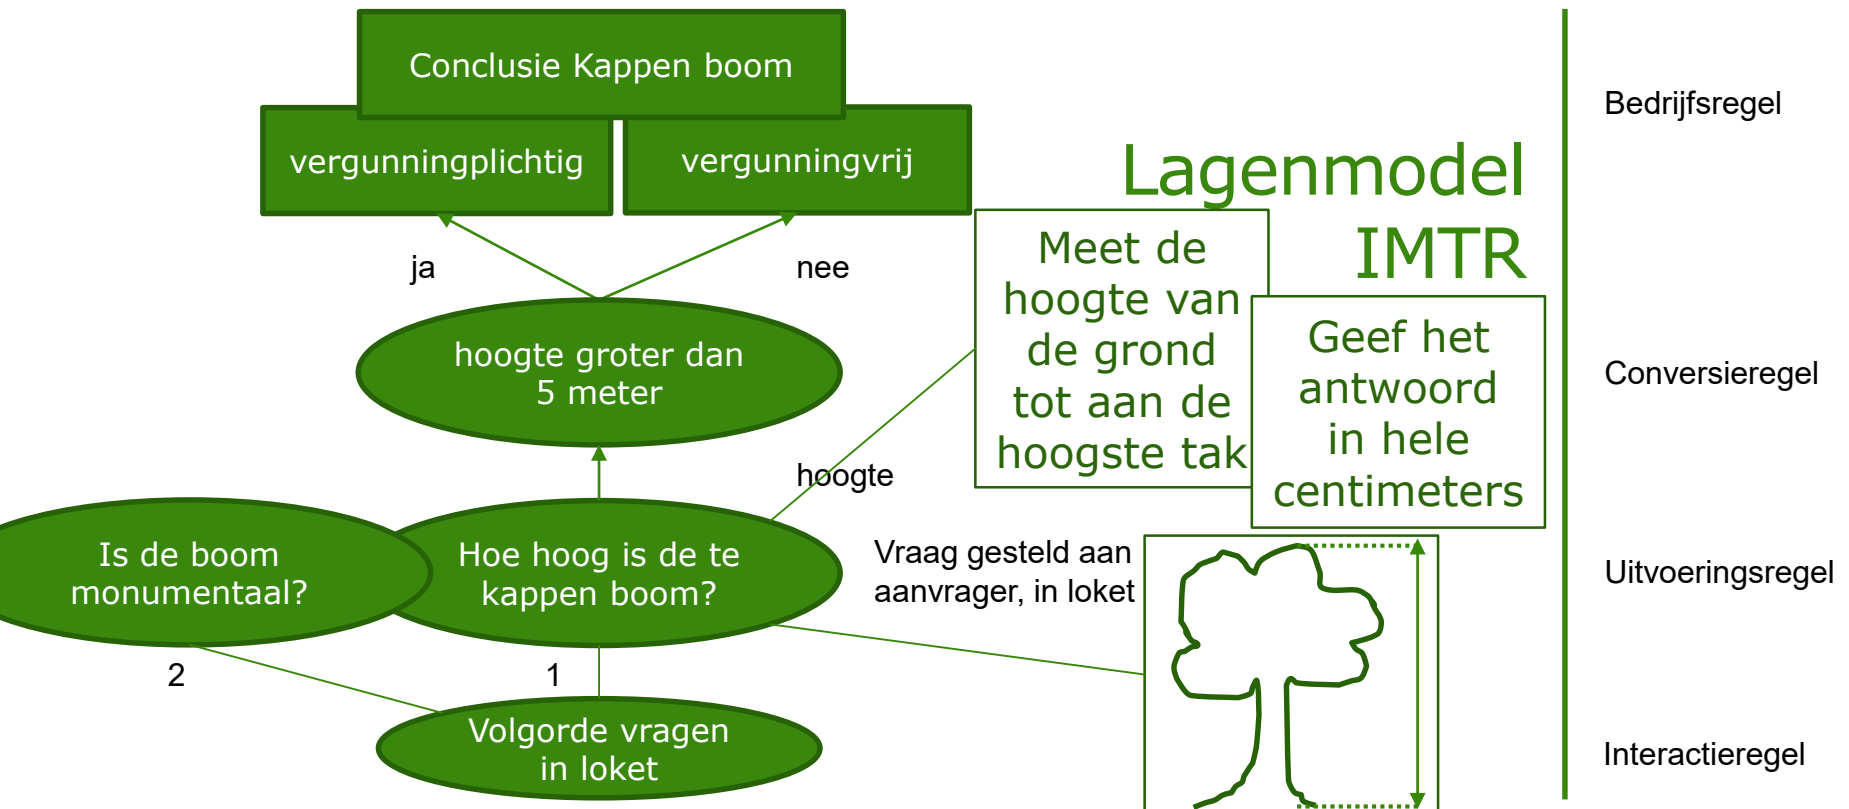 Conclusie Kappen boom
vergunningplichtig
vergunningvrij
Lagenmodel
IMTR
Bedrijfsregel
ja
nee
Meet de
hoogte van
de grond
tot aan de
hoogste tak
Geef het
antwoord
in hele
centimeters
hoogte groter dan
5 meter
Conversieregel
hoogte
Is de boom
monumentaal?
Hoe hoog is de te
kappen boom?
Vraag gesteld aan
aanvrager, in loket
Uitvoeringsregel
2
1
Volgorde vragen
in loket
Interactieregel